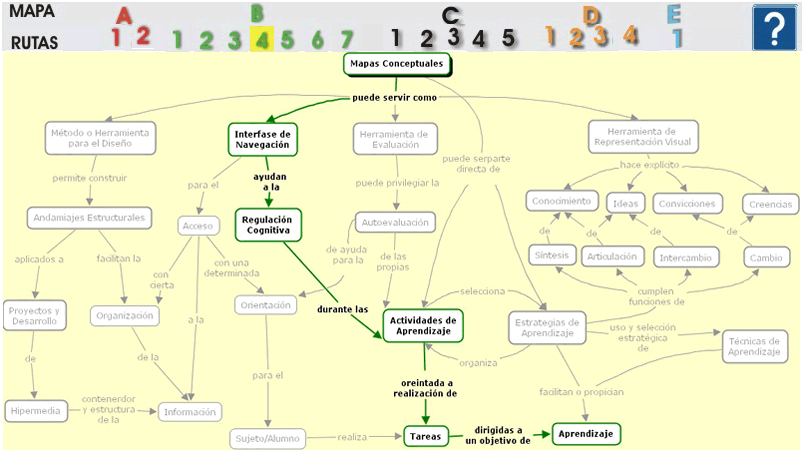 MAPA A B C D E
RUTAS 1 2 1 2 3 4 5 6 7 1 2 3 4 5 1 2 3 4 1 ?
Mapas Conceptuales
puede servir como
Método o Herramienta
para el Diseño
Interfase de
Navegación
Herramienta de
Evaluación
Herramienta de
Representación Visual
puede serparte
directa de
hace explícito
permite construir
para el
ayudan
a la
puede privilegiar la
Conocimiento
Ideas
Convicciones
Creencias
Andamiajes Estructurales
Acceso
Regulación
Cognitiva
Autoevaluación
de
de
de
aplicados a
facilitan la
con
cierta
con una
determinada
de ayuda
para la
de las
propias
Síntesis
Articulación
Intercambio
Cambio
cumplen
funciones de
selecciona
Proyectos y
Desarrollo
Organización
a la
Orientación
durante las
Actividades de
Aprendizaje
Estrategias de
Aprendizaje
uso y selección
estratégica
de
Técnicas de
Aprendizaje
de
de la
para el
organiza
oreintada a
realización de
facilitan o propician
Hipermedia
contenerdor
y estructura
de la
Información
Sujeto/Alumno
realiza
Tareas
dirigidas a
un objetivo de
Aprendizaje